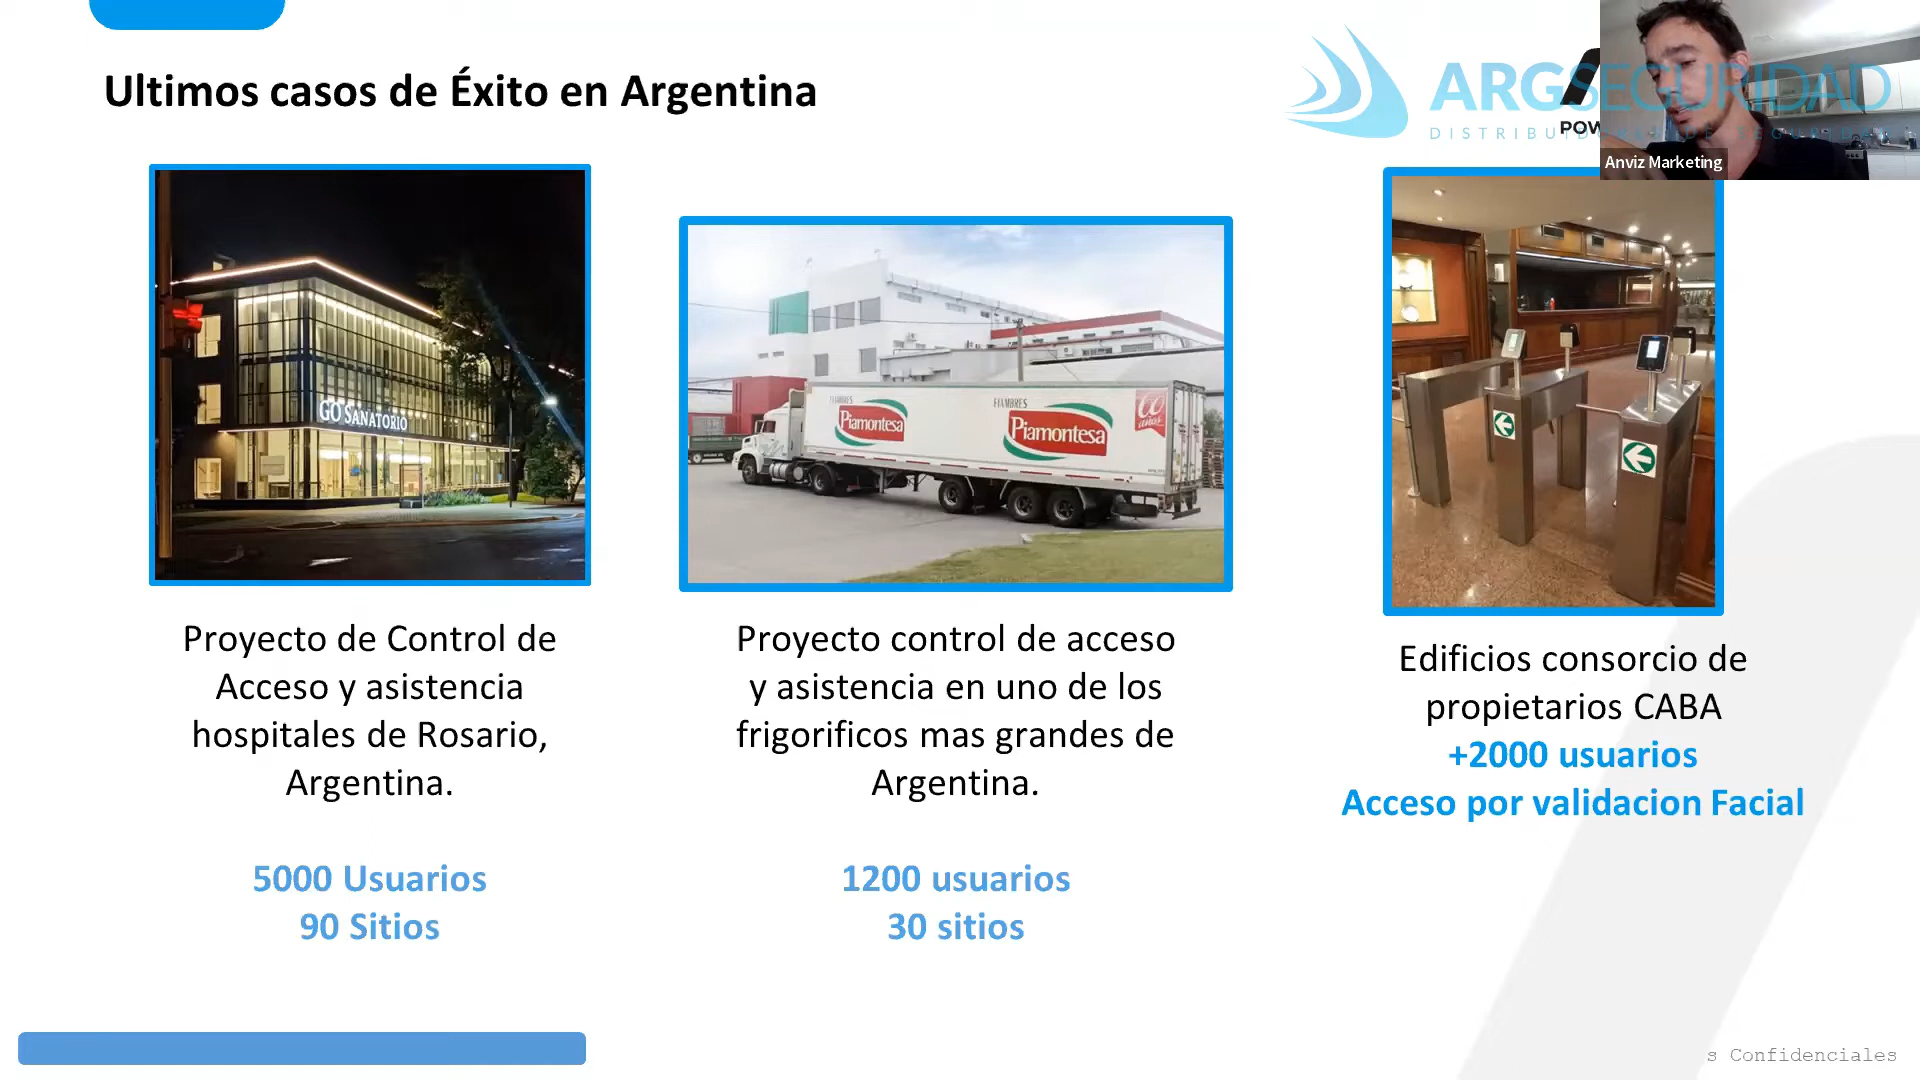 Ultimos casos de Éxito en Argentina
ARGSEGURIDAD
Anviz Marketing
GO SANATORIO
FIAMBRES
Piamontesa
FIAMBRES
Piamontesa
60
años
Proyecto de Control de
Acceso y asistencia
hospitales de Rosario,
Argentina.
5000 Usuarios
90 Sitios
Proyecto control de acceso
y asistencia en uno de los
frigorificos mas grandes de
Argentina.
1200 usuarios
30 sitios
Edificios consorcio de
propietarios CABA
+2000 usuarios
Acceso por validacion Facial
s Confidenciales